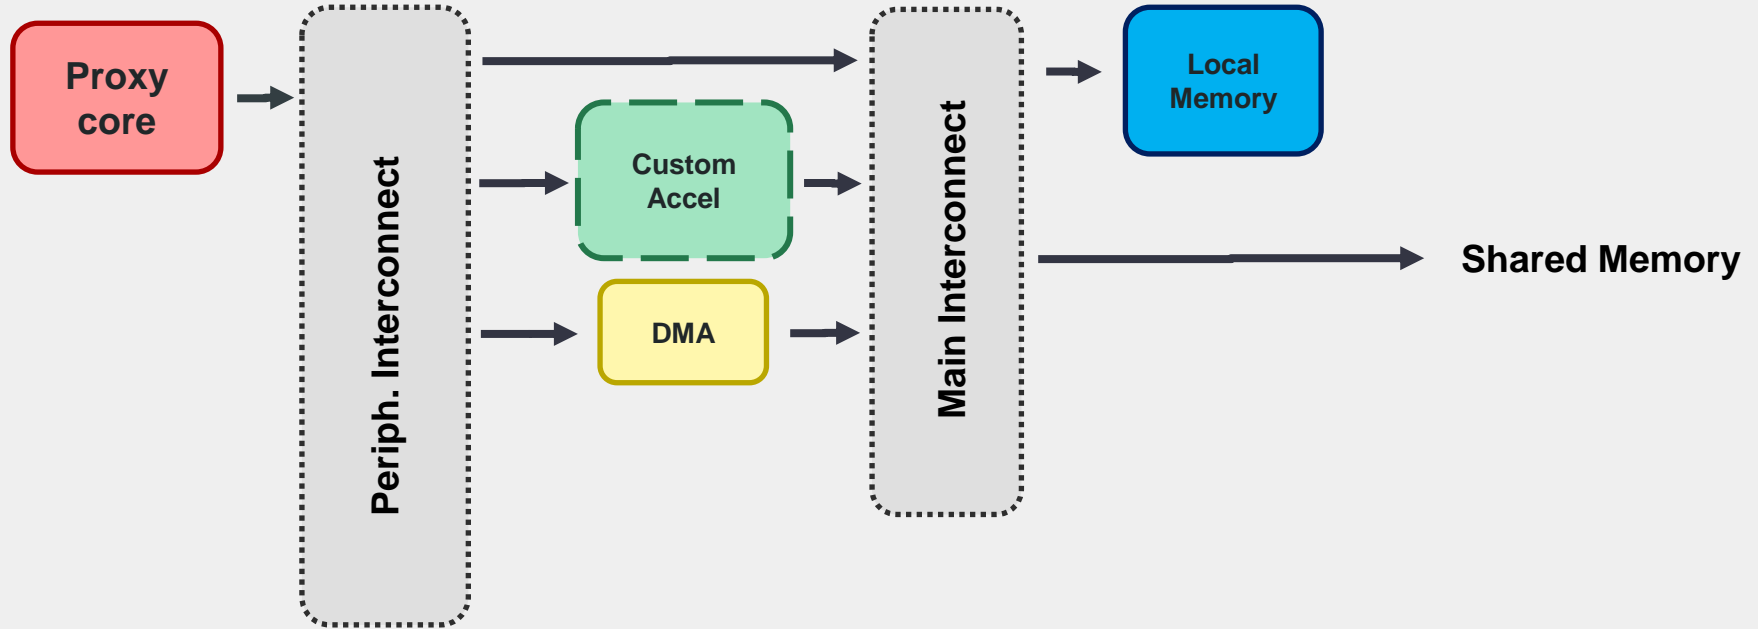 Proxy
core
Periph. Interconnect
Custom
Accel
DMA
Main Interconnect
Local
Memory
Shared Memory